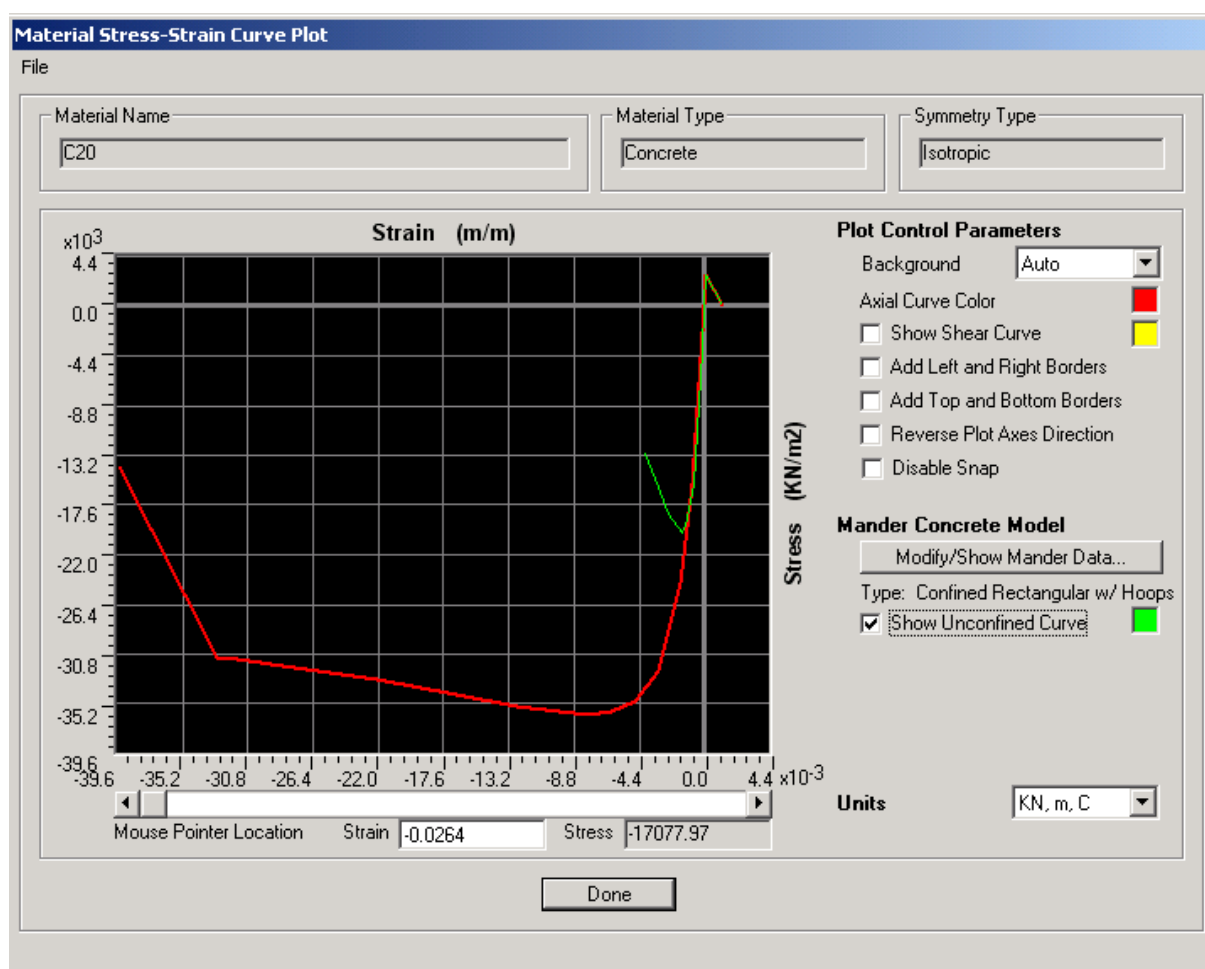 Material Stress-Strain Curve Plot
File
Material Name
C20
Material Type
Concrete
Symmetry Type
Isotropic
Strain (m/m)
x103
4.4
0.0
-4.4
-8.8
-13.2
-17.6
-22.0
-26.4
-30.8
-35.2
-39.6
-39.6 -35.2 -30.8 -26.4 -22.0 -17.6 -13.2 -8.8 -4.4 0.0 4.4 x10-3
Stress (KN/m2)
Mouse Pointer Location Strain -0.0264 Stress -17077.97
Plot Control Parameters
Background Auto
Axial Curve Color
Show Shear Curve
Add Left and Right Borders
Add Top and Bottom Borders
Reverse Plot Axes Direction
Disable Snap
Mander Concrete Model
Modify/Show Mander Data...
Type: Confined Rectangular w/ Hoops
Show Unconfined Curve
Units KN, m, C
Done